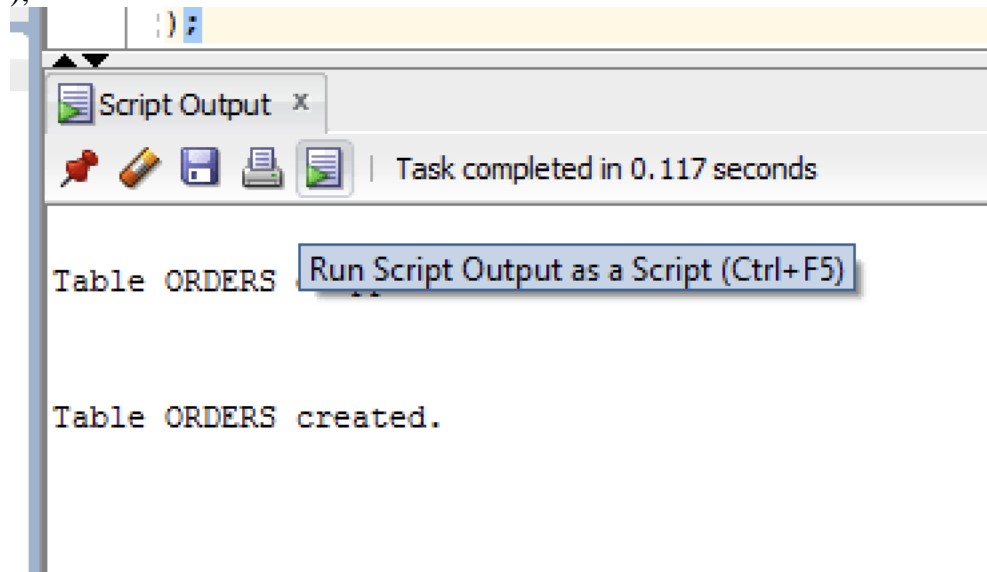 );
);
Script Output x
Task completed in 0.117 seconds
Run Script Output as a Script (Ctrl+F5)
Table ORDERS
Table ORDERS created.